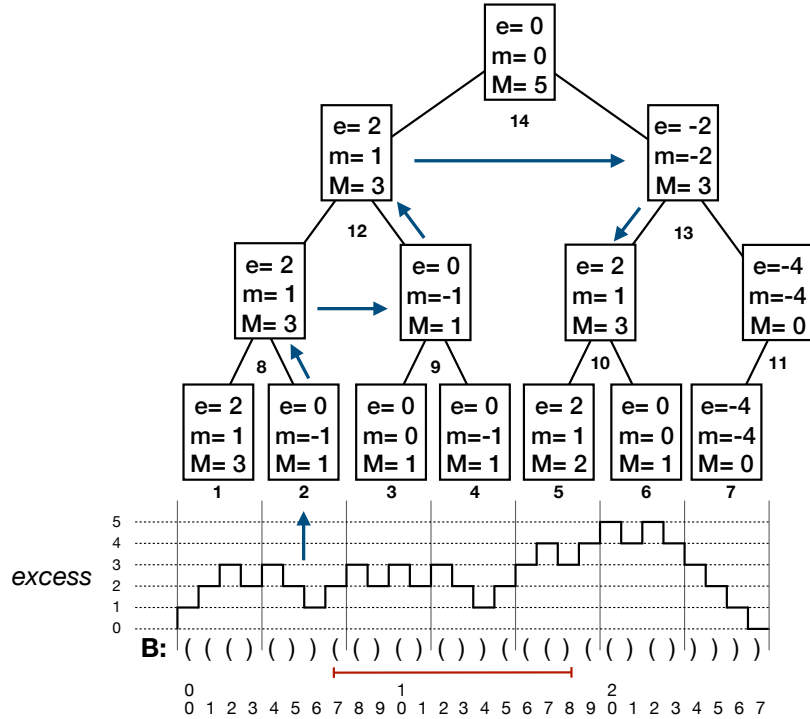 e= 0
m= 0
M= 5
14
e= 2
m= 1
M= 3
12
e= -2
m=-2
M= 3
13
e= 2
m= 1
M= 3
8
e= 0
m=-1
M= 1
9
e= 2
m= 1
M= 3
10
e=-4
m=-4
M= 0
11
e= 2
m= 1
M= 3
1
e= 0
m=-1
M= 1
2
e= 0
m= 0
M= 1
3
e= 0
m=-1
M= 1
4
e= 2
m= 1
M= 2
5
e= 0
m= 0
M= 1
6
e=-4
m=-4
M= 0
7
excess
5
4
3
2
1
0
B: ( ( ( ) ( ) ) ( ( ) ( ) ( ) ) ( ( ( ) ( ( ) ( ) ) ) ) )
0 1 2
0 1 2 3 4 5 6 7 8 9 0 1 2 3 4 5 6 7 8 9 0 1 2 3 4 5 6 7